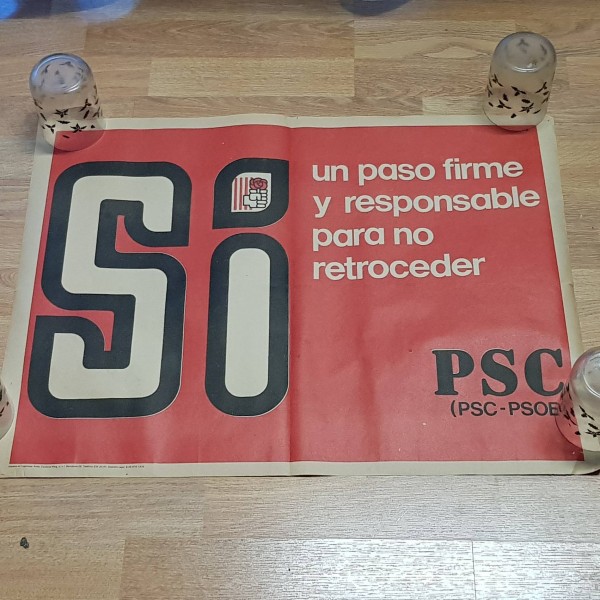 Sí
un paso firme
y responsable
para no
retroceder
PSC
(PSC-PSOE